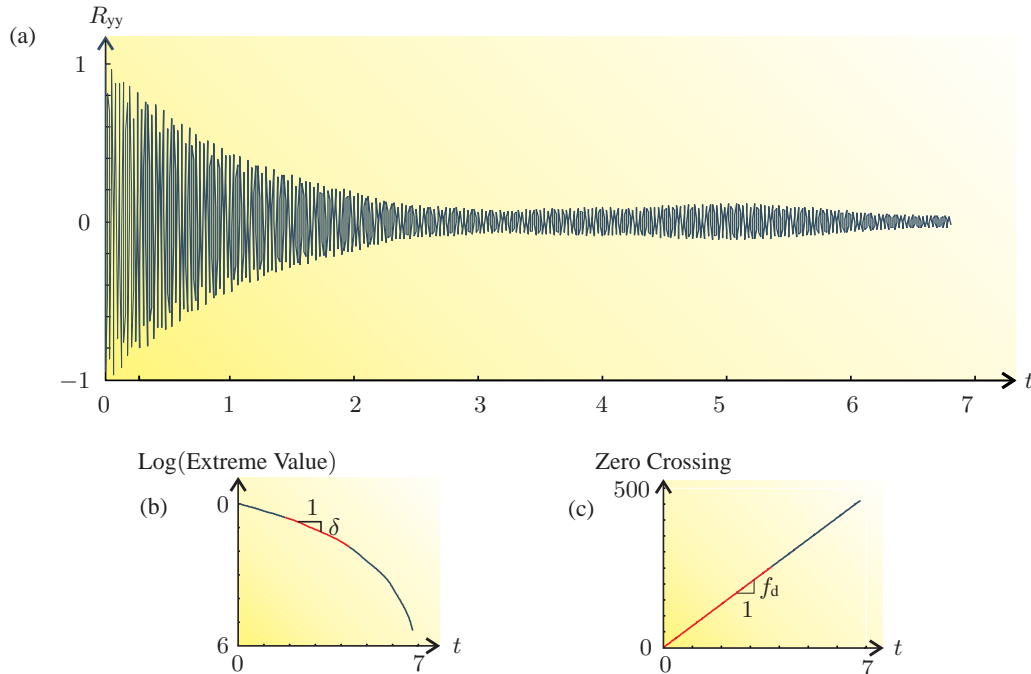 R_yy
(a)
1
0
−1
0 1 2 3 4 5 6 7
t
Log(Extreme Value)
(b)
0
6
1
δ
0 7
t
Zero Crossing
(c)
500
0
f_d
1
0 7
t